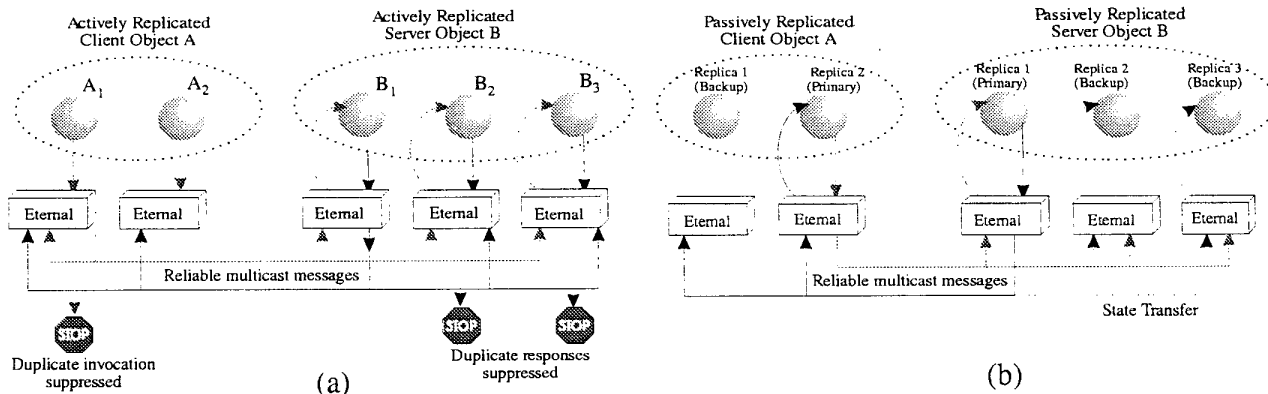 Actively Replicated
Client Object A
A1
A2
Actively Replicated
Server Object B
B1
B2
B3
Eternal
Eternal
Eternal
Eternal
Eternal
Reliable multicast messages
STOP
Duplicate invocation
suppressed
STOP
STOP
Duplicate responses
suppressed
(a)
Passively Replicated
Client Object A
Replica 1
(Backup)
Replica 2
(Primary)
Passively Replicated
Server Object B
Replica 1
(Primary)
Replica 2
(Backup)
Replica 3
(Backup)
Eternal
Eternal
Eternal
Eternal
Eternal
Reliable multicast messages
State Transfer
(b)